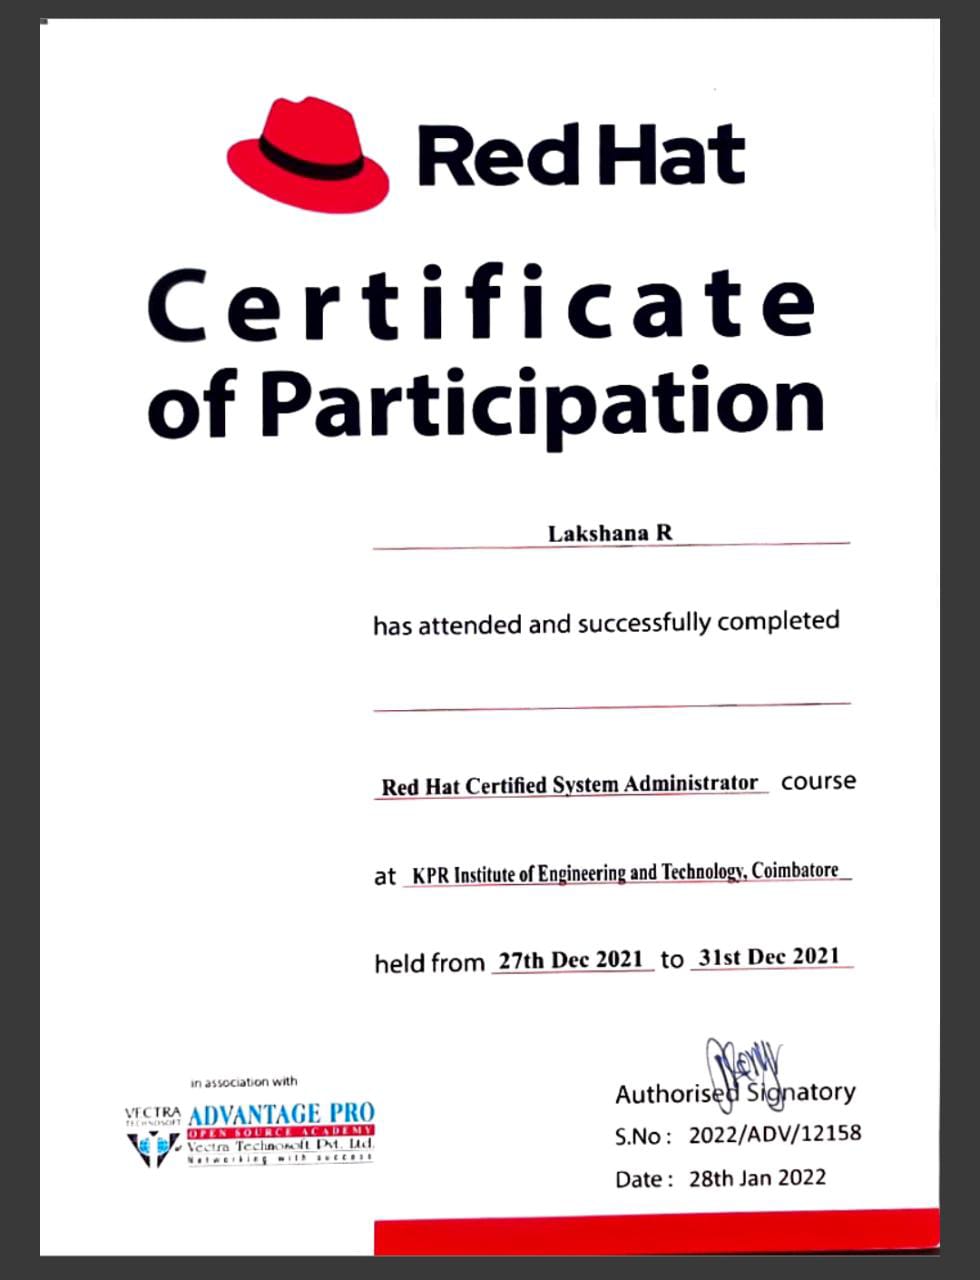 Red Hat
Certificate
of Participation
Lakshana R
has attended and successfully completed
Red Hat Certified System Administrator course
at KPR Institute of Engineering and Technology, Coimbatore
held from 27th Dec 2021 to 31st Dec 2021
in association with
VECTRA
TECHNOSOFT
ADVANTAGE PRO
OPEN SOURCE ACADEMY
Vectra Technosoft Pvt. Ltd.
Networking with success
Authorised Signatory
S.No : 2022/ADV/12158
Date : 28th Jan 2022